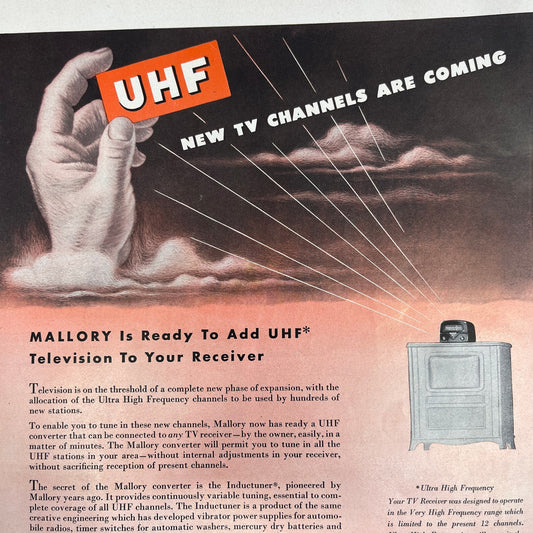 UHF
NEW TV CHANNELS ARE COMING
MALLORY Is Ready To Add UHF*
Television To Your Receiver
Television is on the threshold of a complete new phase of expansion, with the
allocation of the Ultra High Frequency channels to be used by hundreds of
new stations.
To enable you to tune in these new channels, Mallory now has ready a UHF
converter that can be connected to any TV receiver—by the owner, easily, in a
matter of minutes. The Mallory converter will permit you to tune in all the
UHF stations in your area—without internal adjustments in your receiver,
without sacrificing reception of present channels.
The secret of the Mallory converter is the Inductuner*, pioneered by
Mallory years ago. It provides continuously variable tuning, essential to com-
plete coverage of all UHF channels. The Inductuner is a product of the same
creative engineering which has developed vibrator power supplies for automo-
bile radios, timer switches for automatic washers, mercury dry batteries and
*Ultra High Frequency
Your TV Receiver was designed to operate
in the Very High Frequency range which
is limited to the present 12 channels.